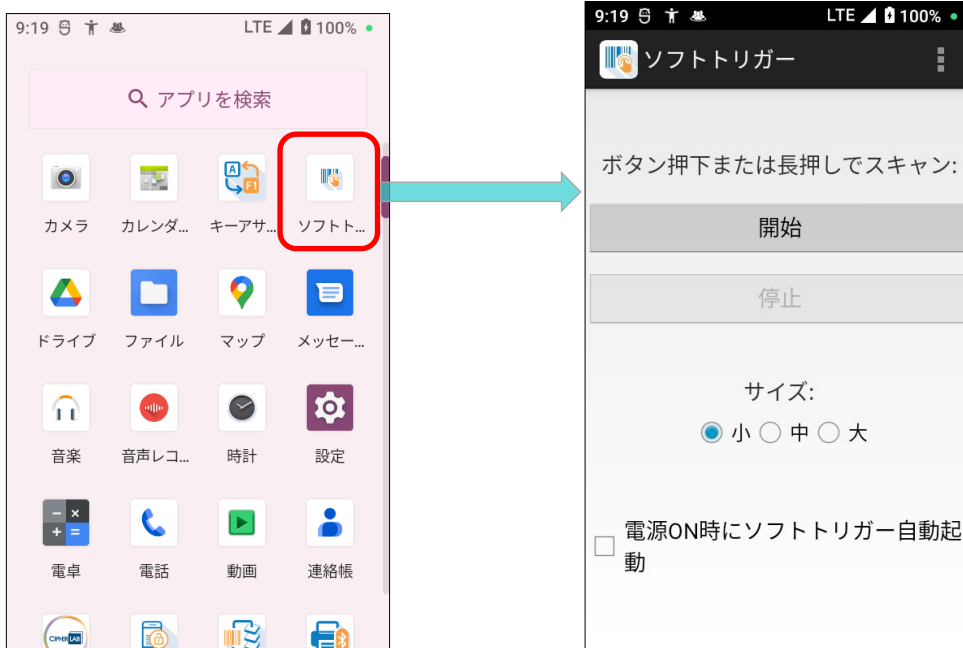 9:19 LTE 100%
アプリを検索
カメラ カレンダ... キーアサ... ソフトト...
ドライブ ファイル マップ メッセー...
音楽 音声レコ... 時計 設定
電卓 電話 動画 連絡帳
CIPHERLAB
9:19 LTE 100%
ソフトトリガー
ボタン押下または長押しでスキャン:
開始
停止
サイズ:
小 中 大
電源ON時にソフトトリガー自動起
動